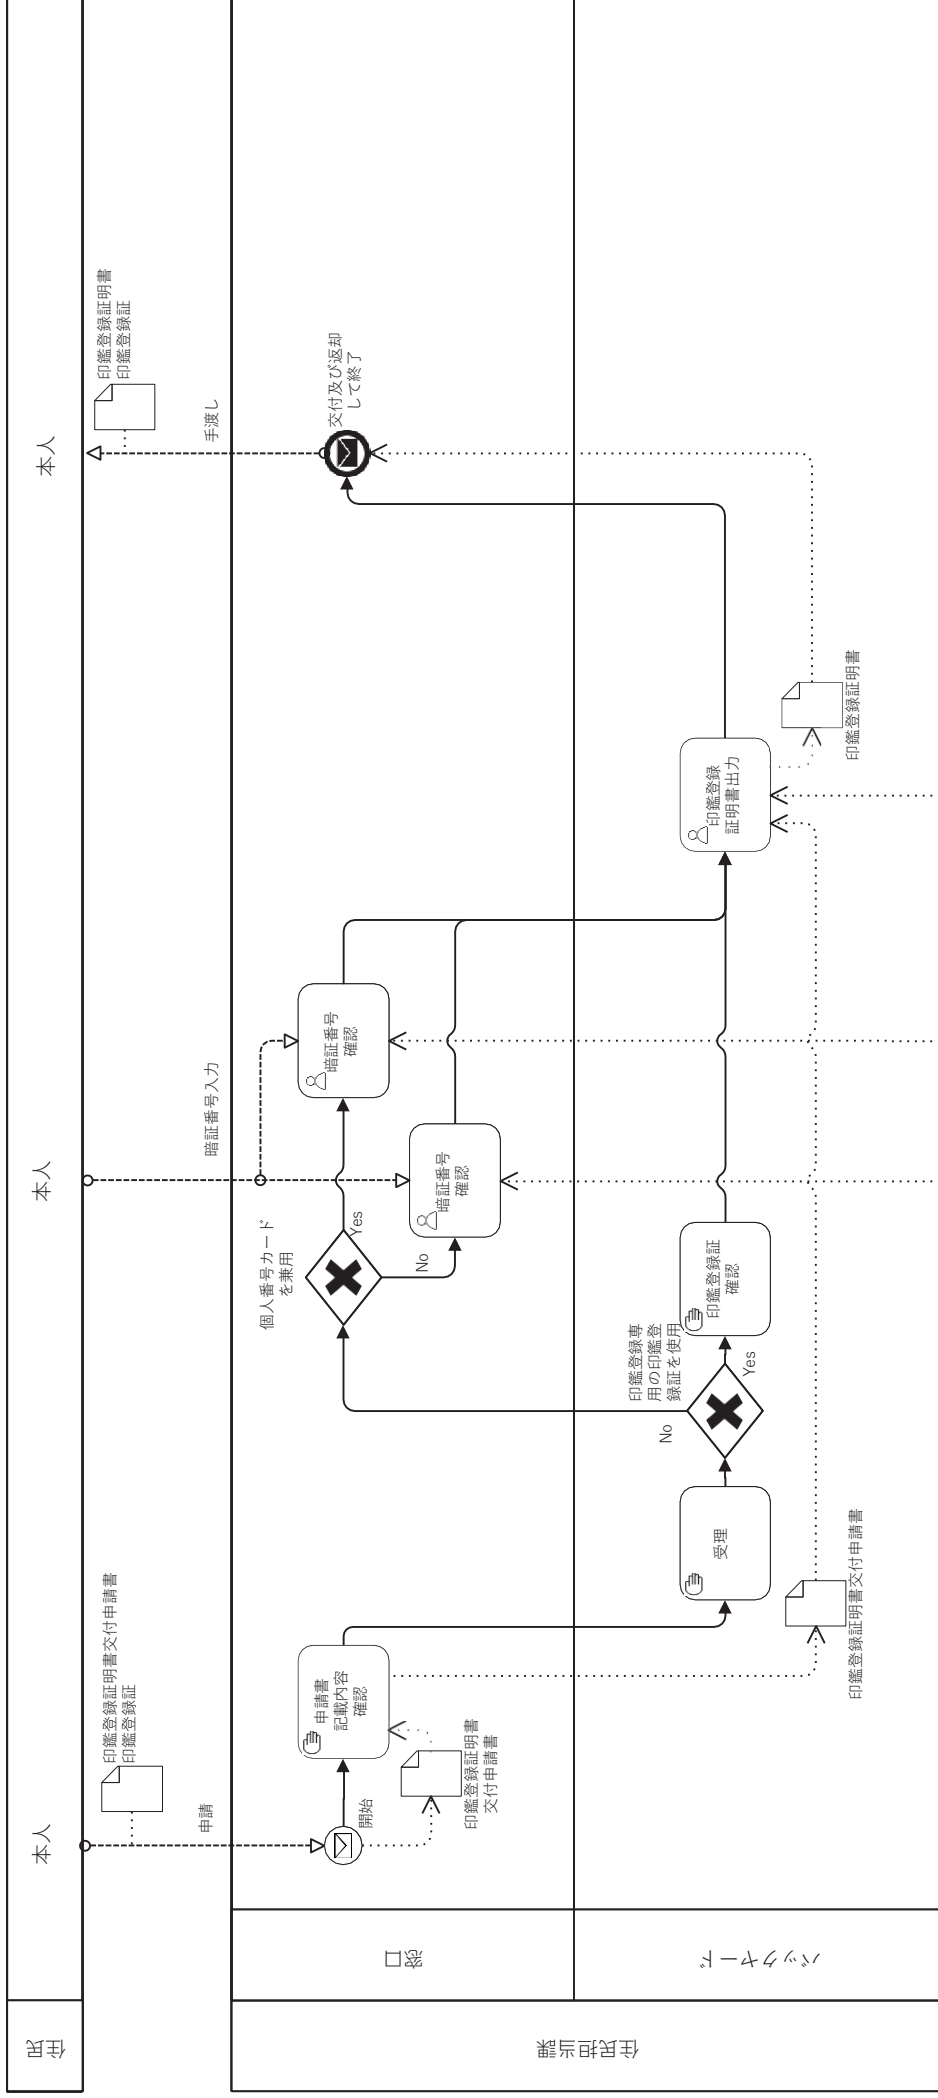 住民
本人
本人
本人
印鑑登録証明書交付申請書
印鑑登録証
申請
暗証番号入力
手渡し
印鑑登録証明書
印鑑登録証
住民担当課
窓口
開始
印鑑登録証明書
交付申請書
申請書
記載内容
確認
個人番号カード
を兼用
Yes
No
暗証番号
確認
暗証番号
確認
交付及び返却
して終了
バックヤード
受理
印鑑登録証明書交付申請書
印鑑登録専
用の印鑑登
録証を使用
No
Yes
印鑑登録証
確認
印鑑登録
証明書出力
印鑑登録証明書